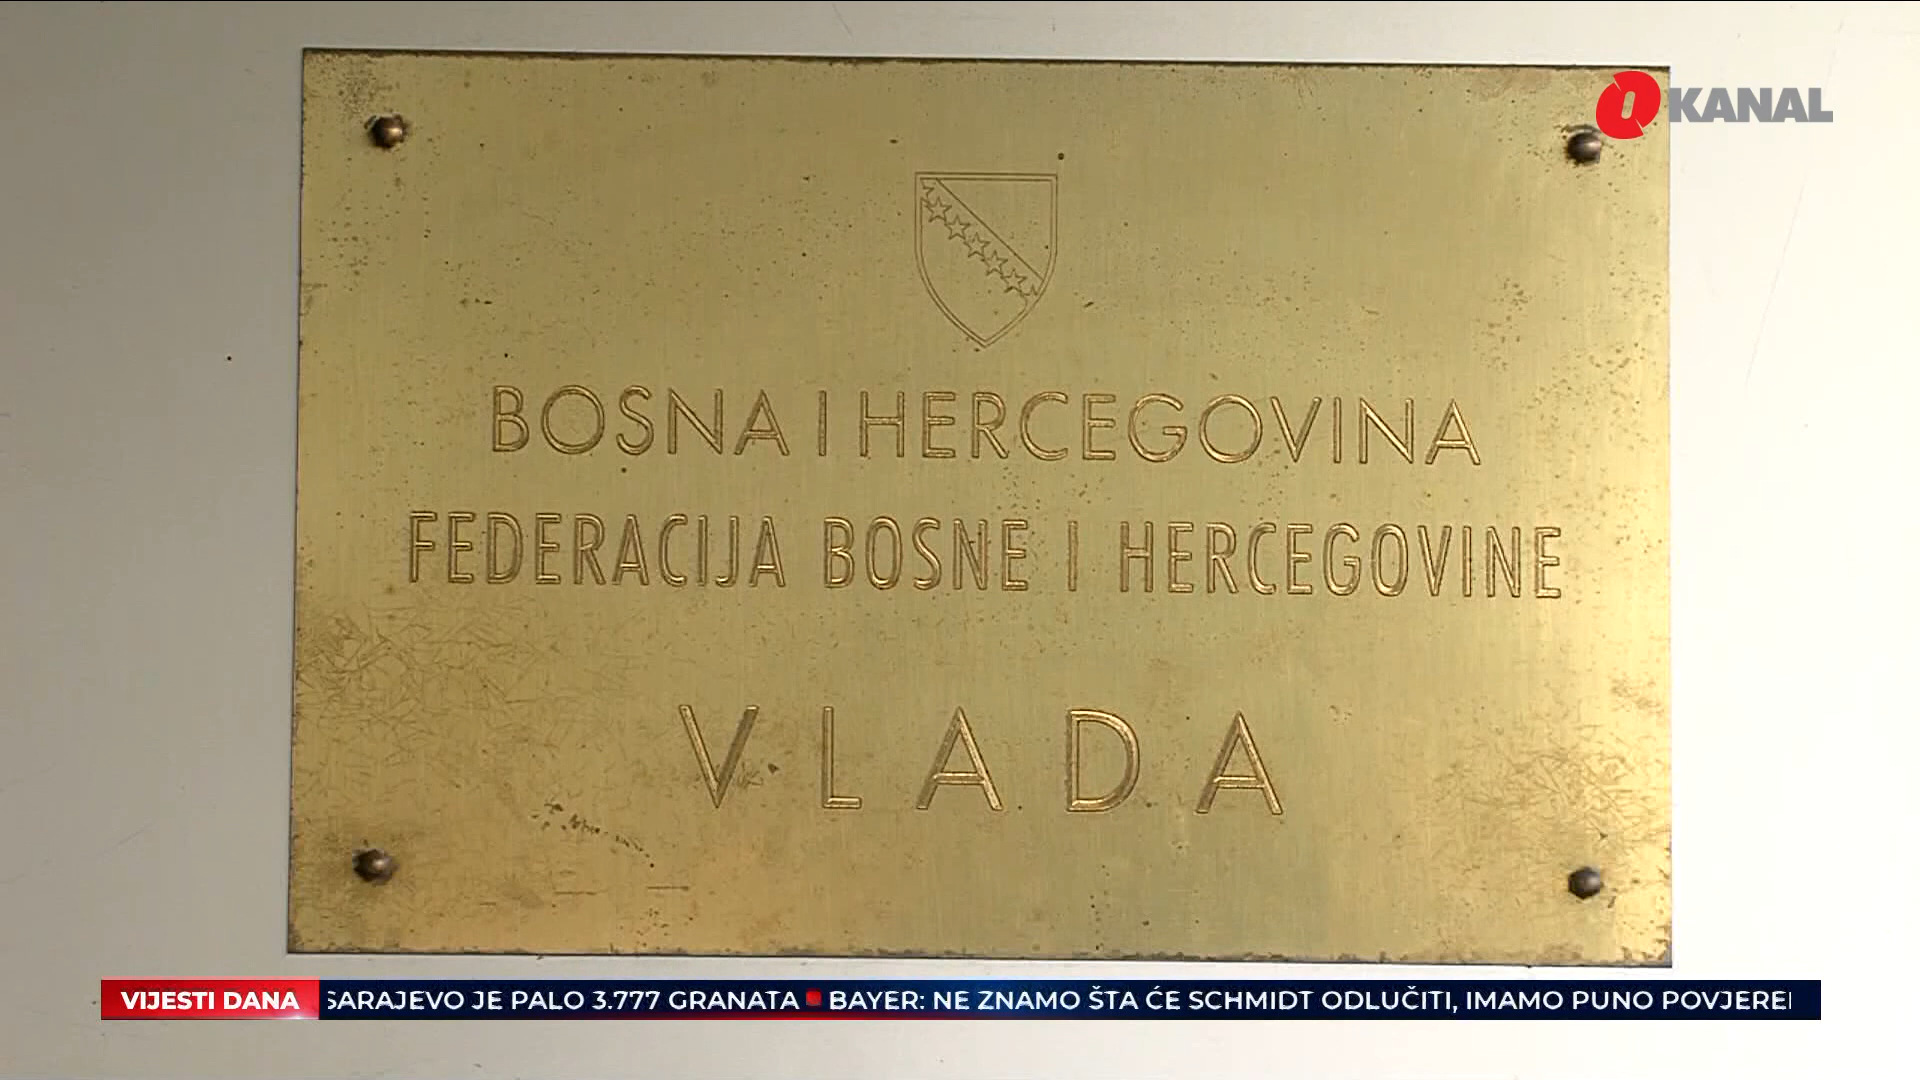 O KANAL
BOSNA I HERCEGOVINA
FEDERACIJA BOSNE I HERCEGOVINE
VLADA
VIJESTI DANA
SARAJEVO JE PALO 3.777 GRANATA ▪ BAYER: NE ZNAMO ŠTA ĆE SCHMIDT ODLUČITI, IMAMO PUNO